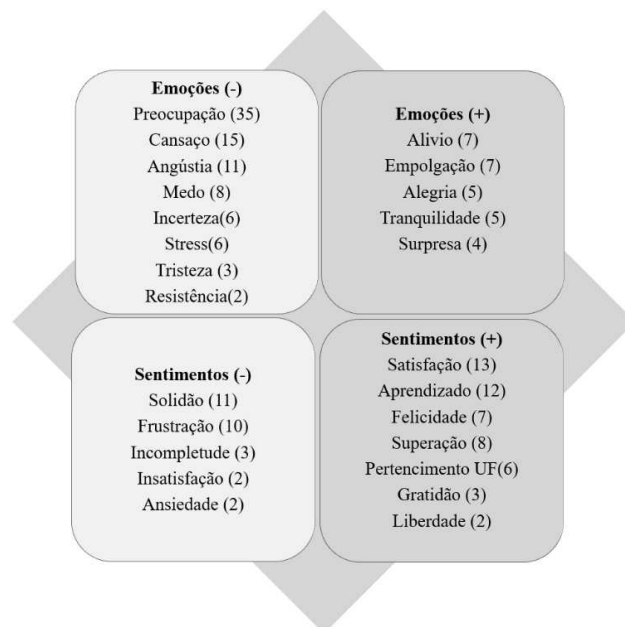 Emoções (-)
Preocupação (35)
Cansaço (15)
Angústia (11)
Medo (8)
Incerteza(6)
Stress(6)
Tristeza (3)
Resistência(2)
Emoções (+)
Alivio (7)
Empolgação (7)
Alegria (5)
Tranquilidade (5)
Surpresa (4)
Sentimentos (-)
Solidão (11)
Frustração (10)
Incompletude (3)
Insatisfação (2)
Ansiedade (2)
Sentimentos (+)
Satisfação (13)
Aprendizado (12)
Felicidade (7)
Superação (8)
Pertencimento UF(6)
Gratidão (3)
Liberdade (2)